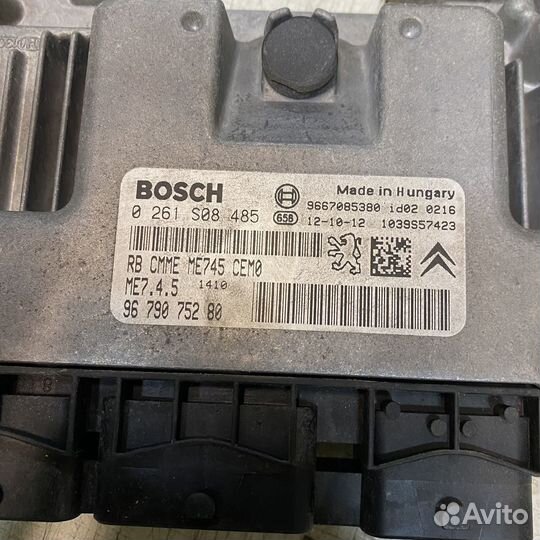 BOSCH
Made in Hungary
9667085380 id02 0216
0 261 S08 485
658 12-10-12 1039S57423
RB CMME ME745 CEM0
ME7.4.5 1410
96 790 752 80
Avito